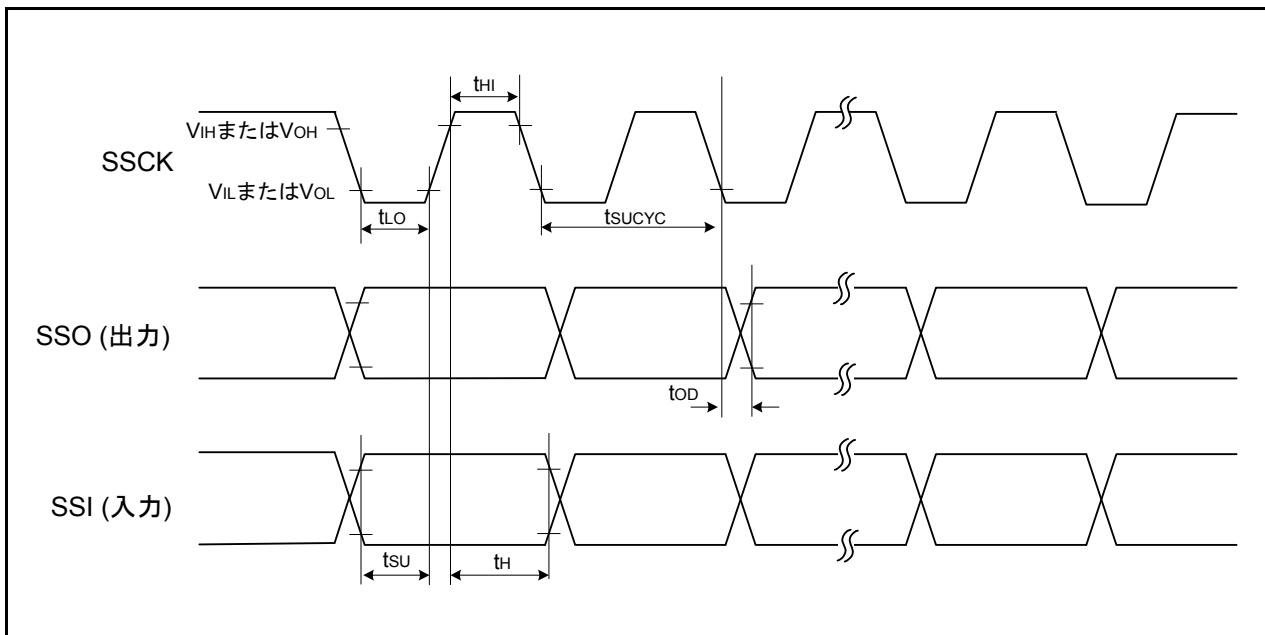 tHI
VIHまたはVOH
SSCK
VILまたはVOL
tLO
tSUCYC
SSO (出力)
tOD
SSI (入力)
tSU
tH